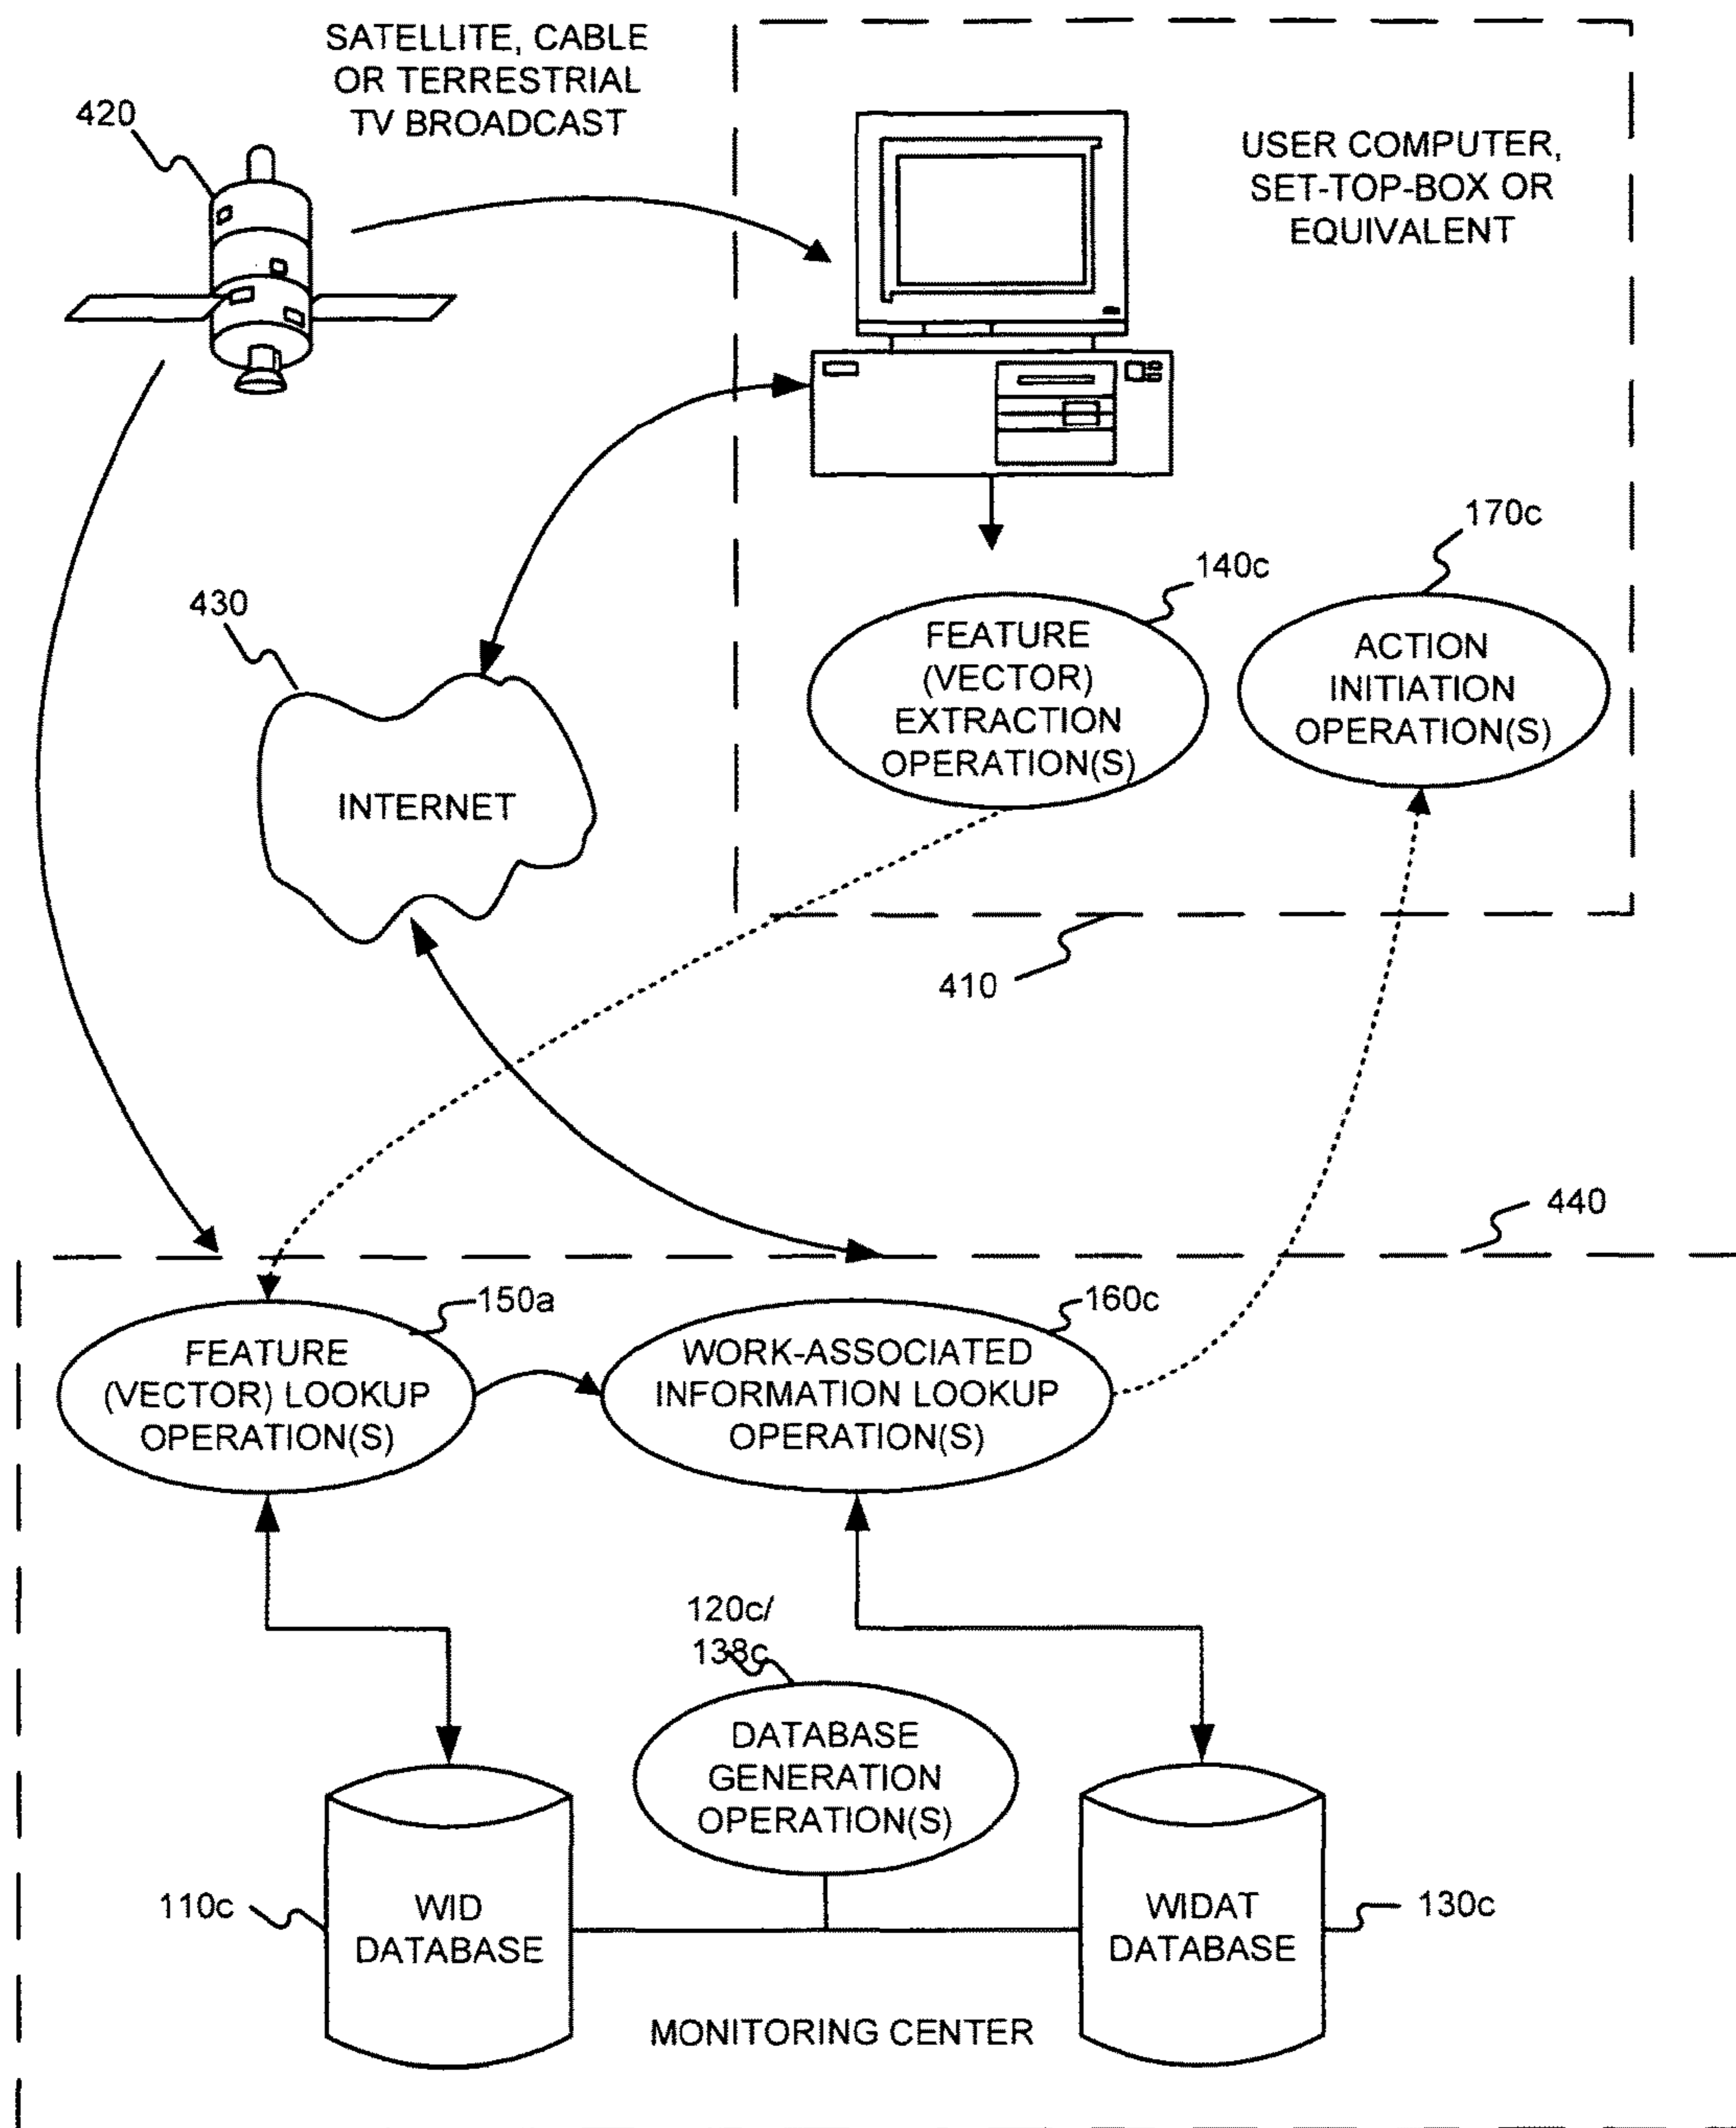 SATELLITE, CABLE
OR TERRESTRIAL
TV BROADCAST
420
USER COMPUTER,
SET-TOP-BOX OR
EQUIVALENT
170c
140c
430
FEATURE
(VECTOR)
EXTRACTION
OPERATION(S)
ACTION
INITIATION
OPERATION(S)
INTERNET
410
440
150a
160c
FEATURE
(VECTOR) LOOKUP
OPERATION(S)
WORK-ASSOCIATED
INFORMATION LOOKUP
OPERATION(S)
120c/
138c
DATABASE
GENERATION
OPERATION(S)
110c
WID
DATABASE
WIDAT
DATABASE
130c
MONITORING CENTER